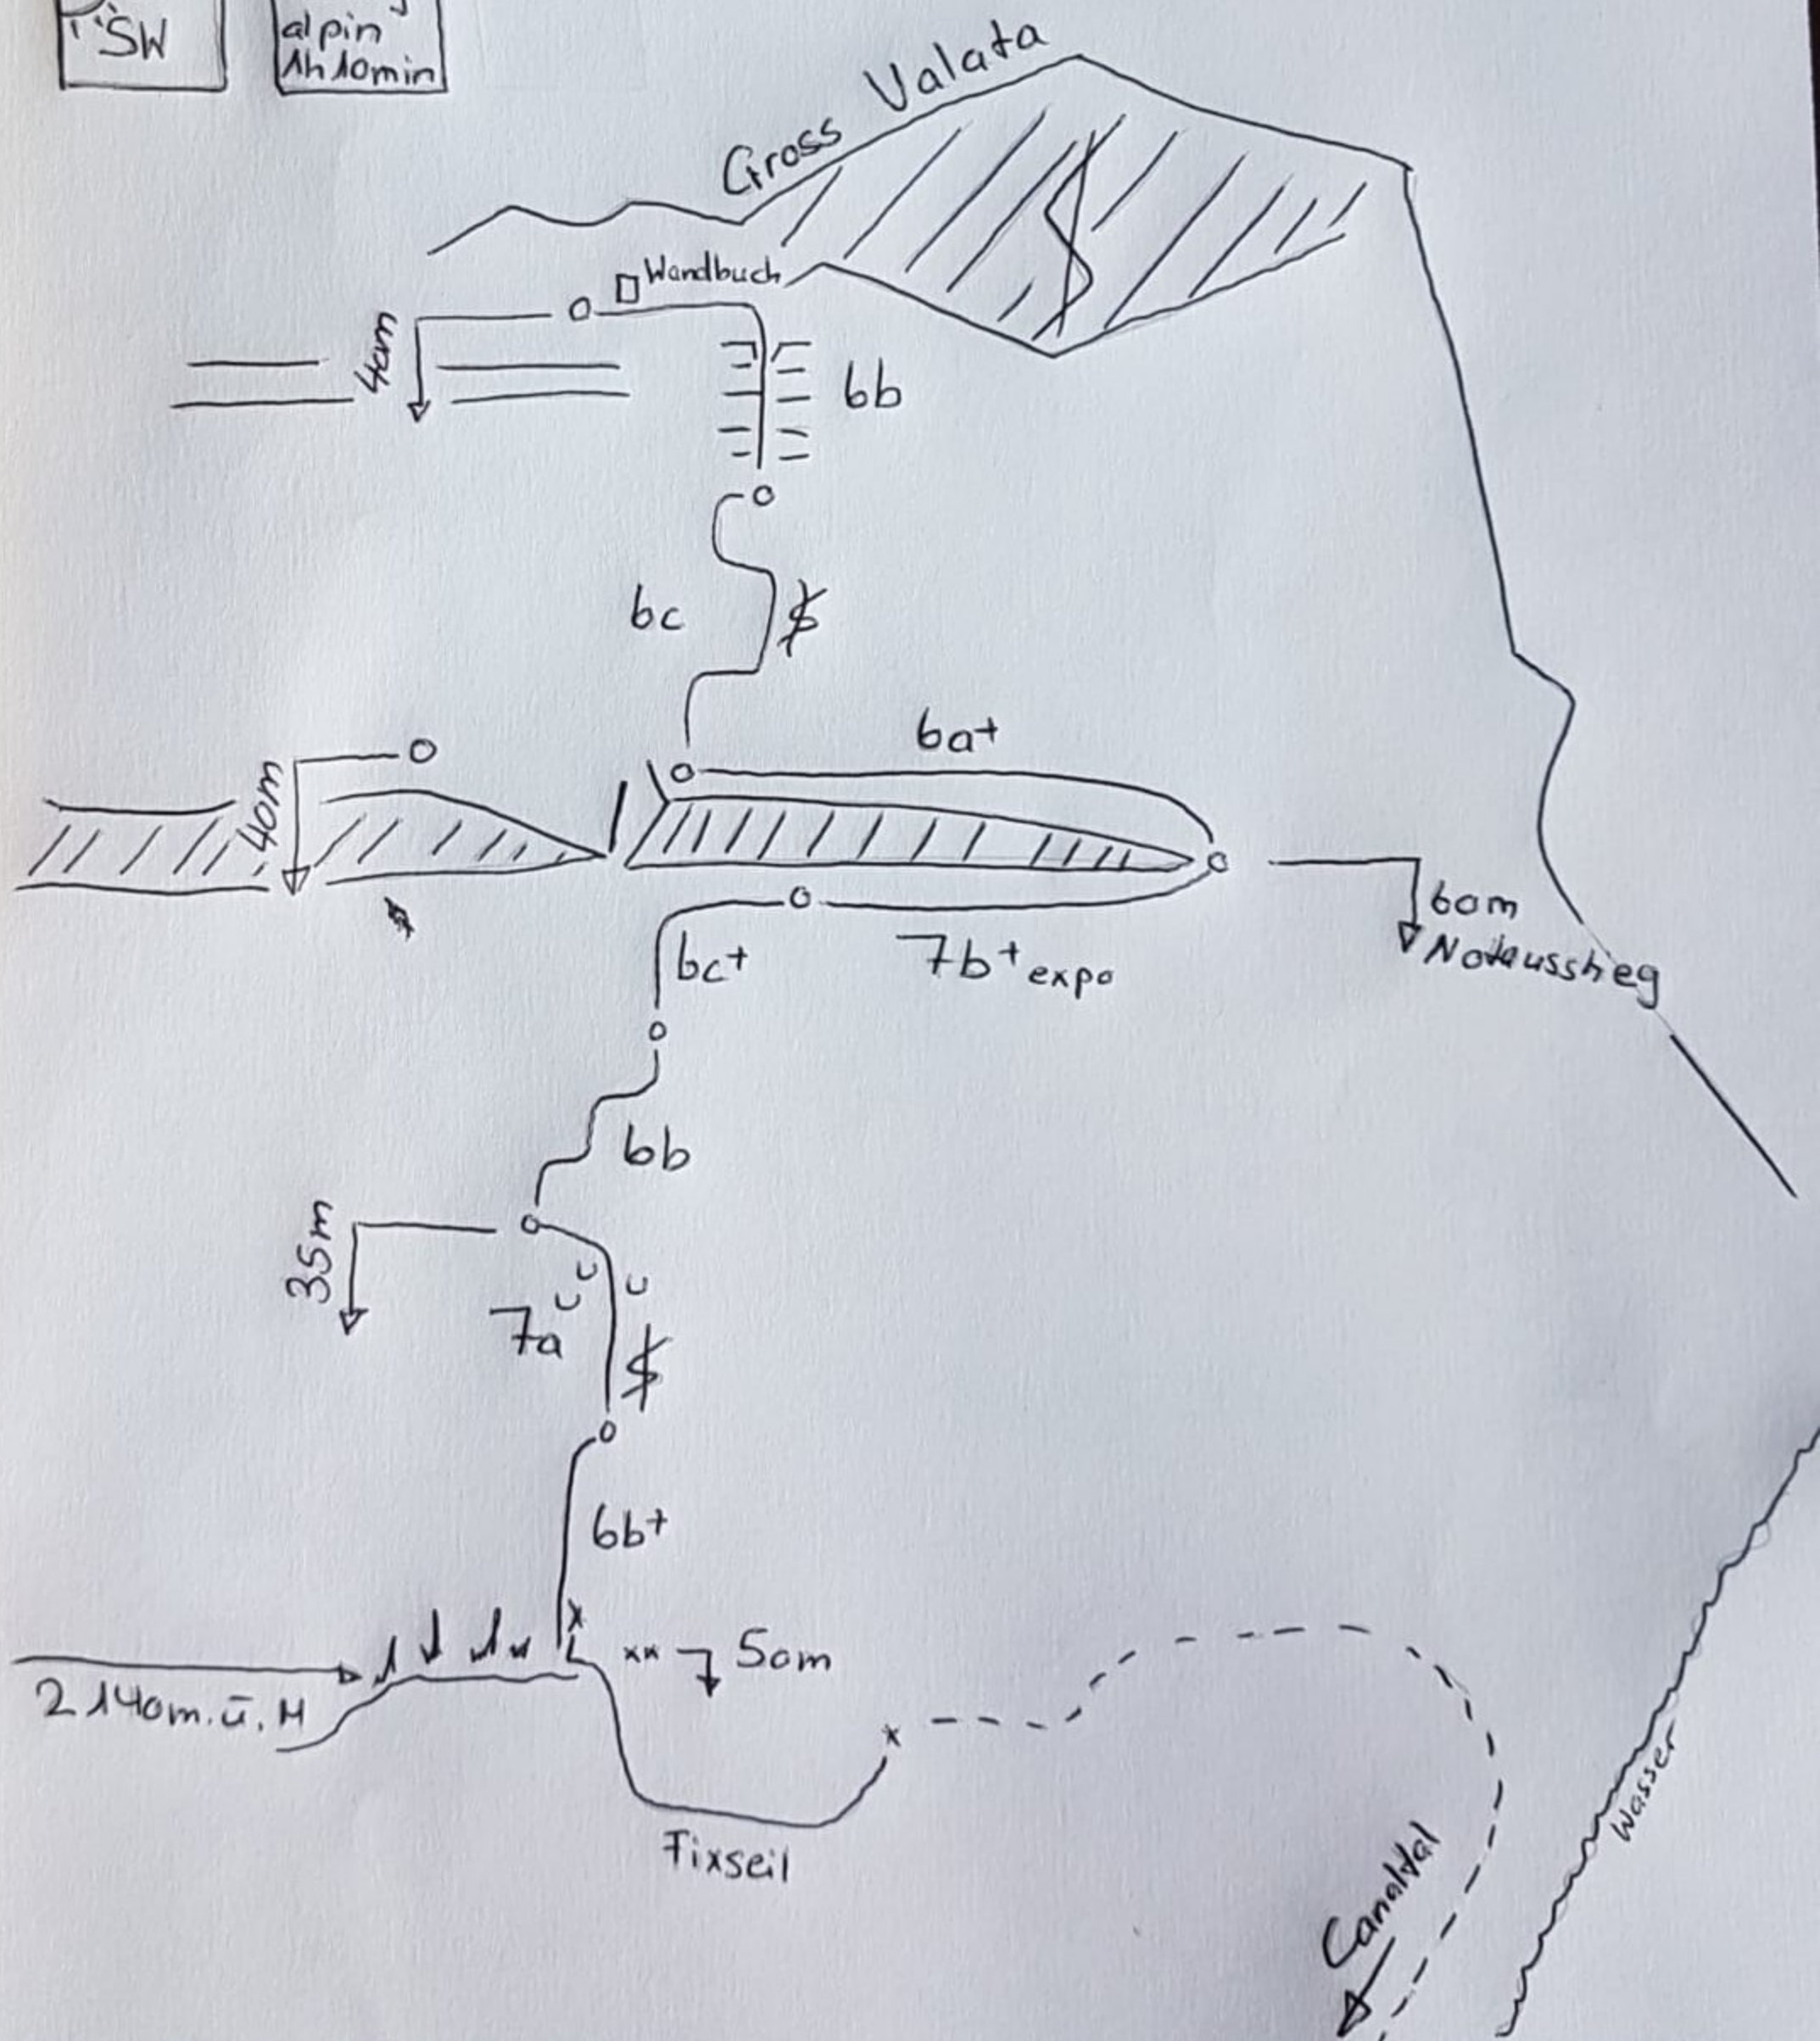 SW
alpin
1h10min
Gross Valata
Wandbuch
40m
6b
6c
6a+
40m
60m
Notausstieg
6c+
7b+ expo
6b
35m
7a
6b+
xx 50m
2140m.ü.M
Fixseil
Wasser
Canaltal